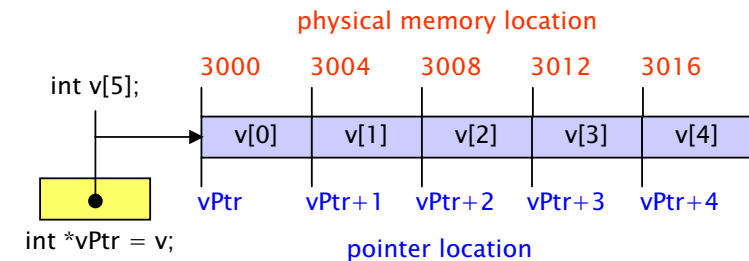 physical memory location
3000 3004 3008 3012 3016
int v[5];
v[0] v[1] v[2] v[3] v[4]
vPtr vPtr+1 vPtr+2 vPtr+3 vPtr+4
int *vPtr = v;
pointer location